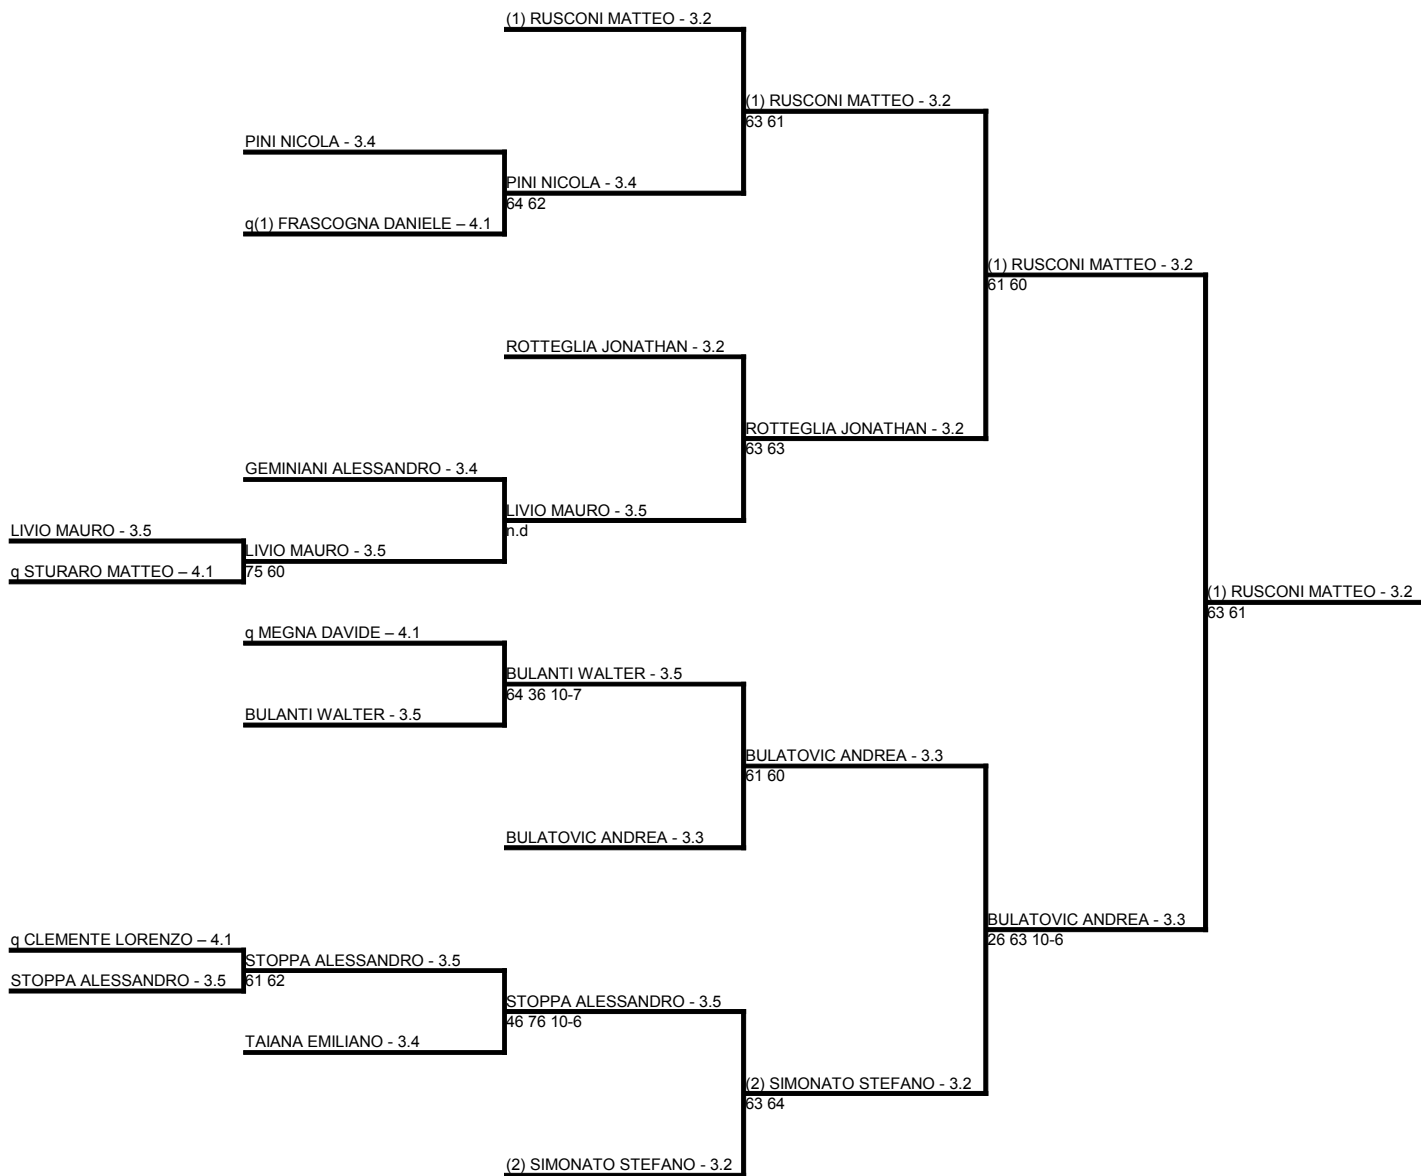 (1) RUSCONI MATTEO - 3.2
(1) RUSCONI MATTEO - 3.2
63 61
PINI NICOLA - 3.4
PINI NICOLA - 3.4
64 62
q(1) FRASCOGNA DANIELE – 4.1
(1) RUSCONI MATTEO - 3.2
61 60
ROTTEGLIA JONATHAN - 3.2
ROTTEGLIA JONATHAN - 3.2
63 63
GEMINIANI ALESSANDRO - 3.4
LIVIO MAURO - 3.5
n.d
LIVIO MAURO - 3.5
LIVIO MAURO - 3.5
75 60
q STURARO MATTEO – 4.1
(1) RUSCONI MATTEO - 3.2
63 61
q MEGNA DAVIDE – 4.1
BULANTI WALTER - 3.5
64 36 10-7
BULANTI WALTER - 3.5
BULATOVIC ANDREA - 3.3
61 60
BULATOVIC ANDREA - 3.3
BULATOVIC ANDREA - 3.3
26 63 10-6
q CLEMENTE LORENZO – 4.1
STOPPA ALESSANDRO - 3.5
61 62
STOPPA ALESSANDRO - 3.5
STOPPA ALESSANDRO - 3.5
46 76 10-6
TAIANA EMILIANO - 3.4
(2) SIMONATO STEFANO - 3.2
63 64
(2) SIMONATO STEFANO - 3.2